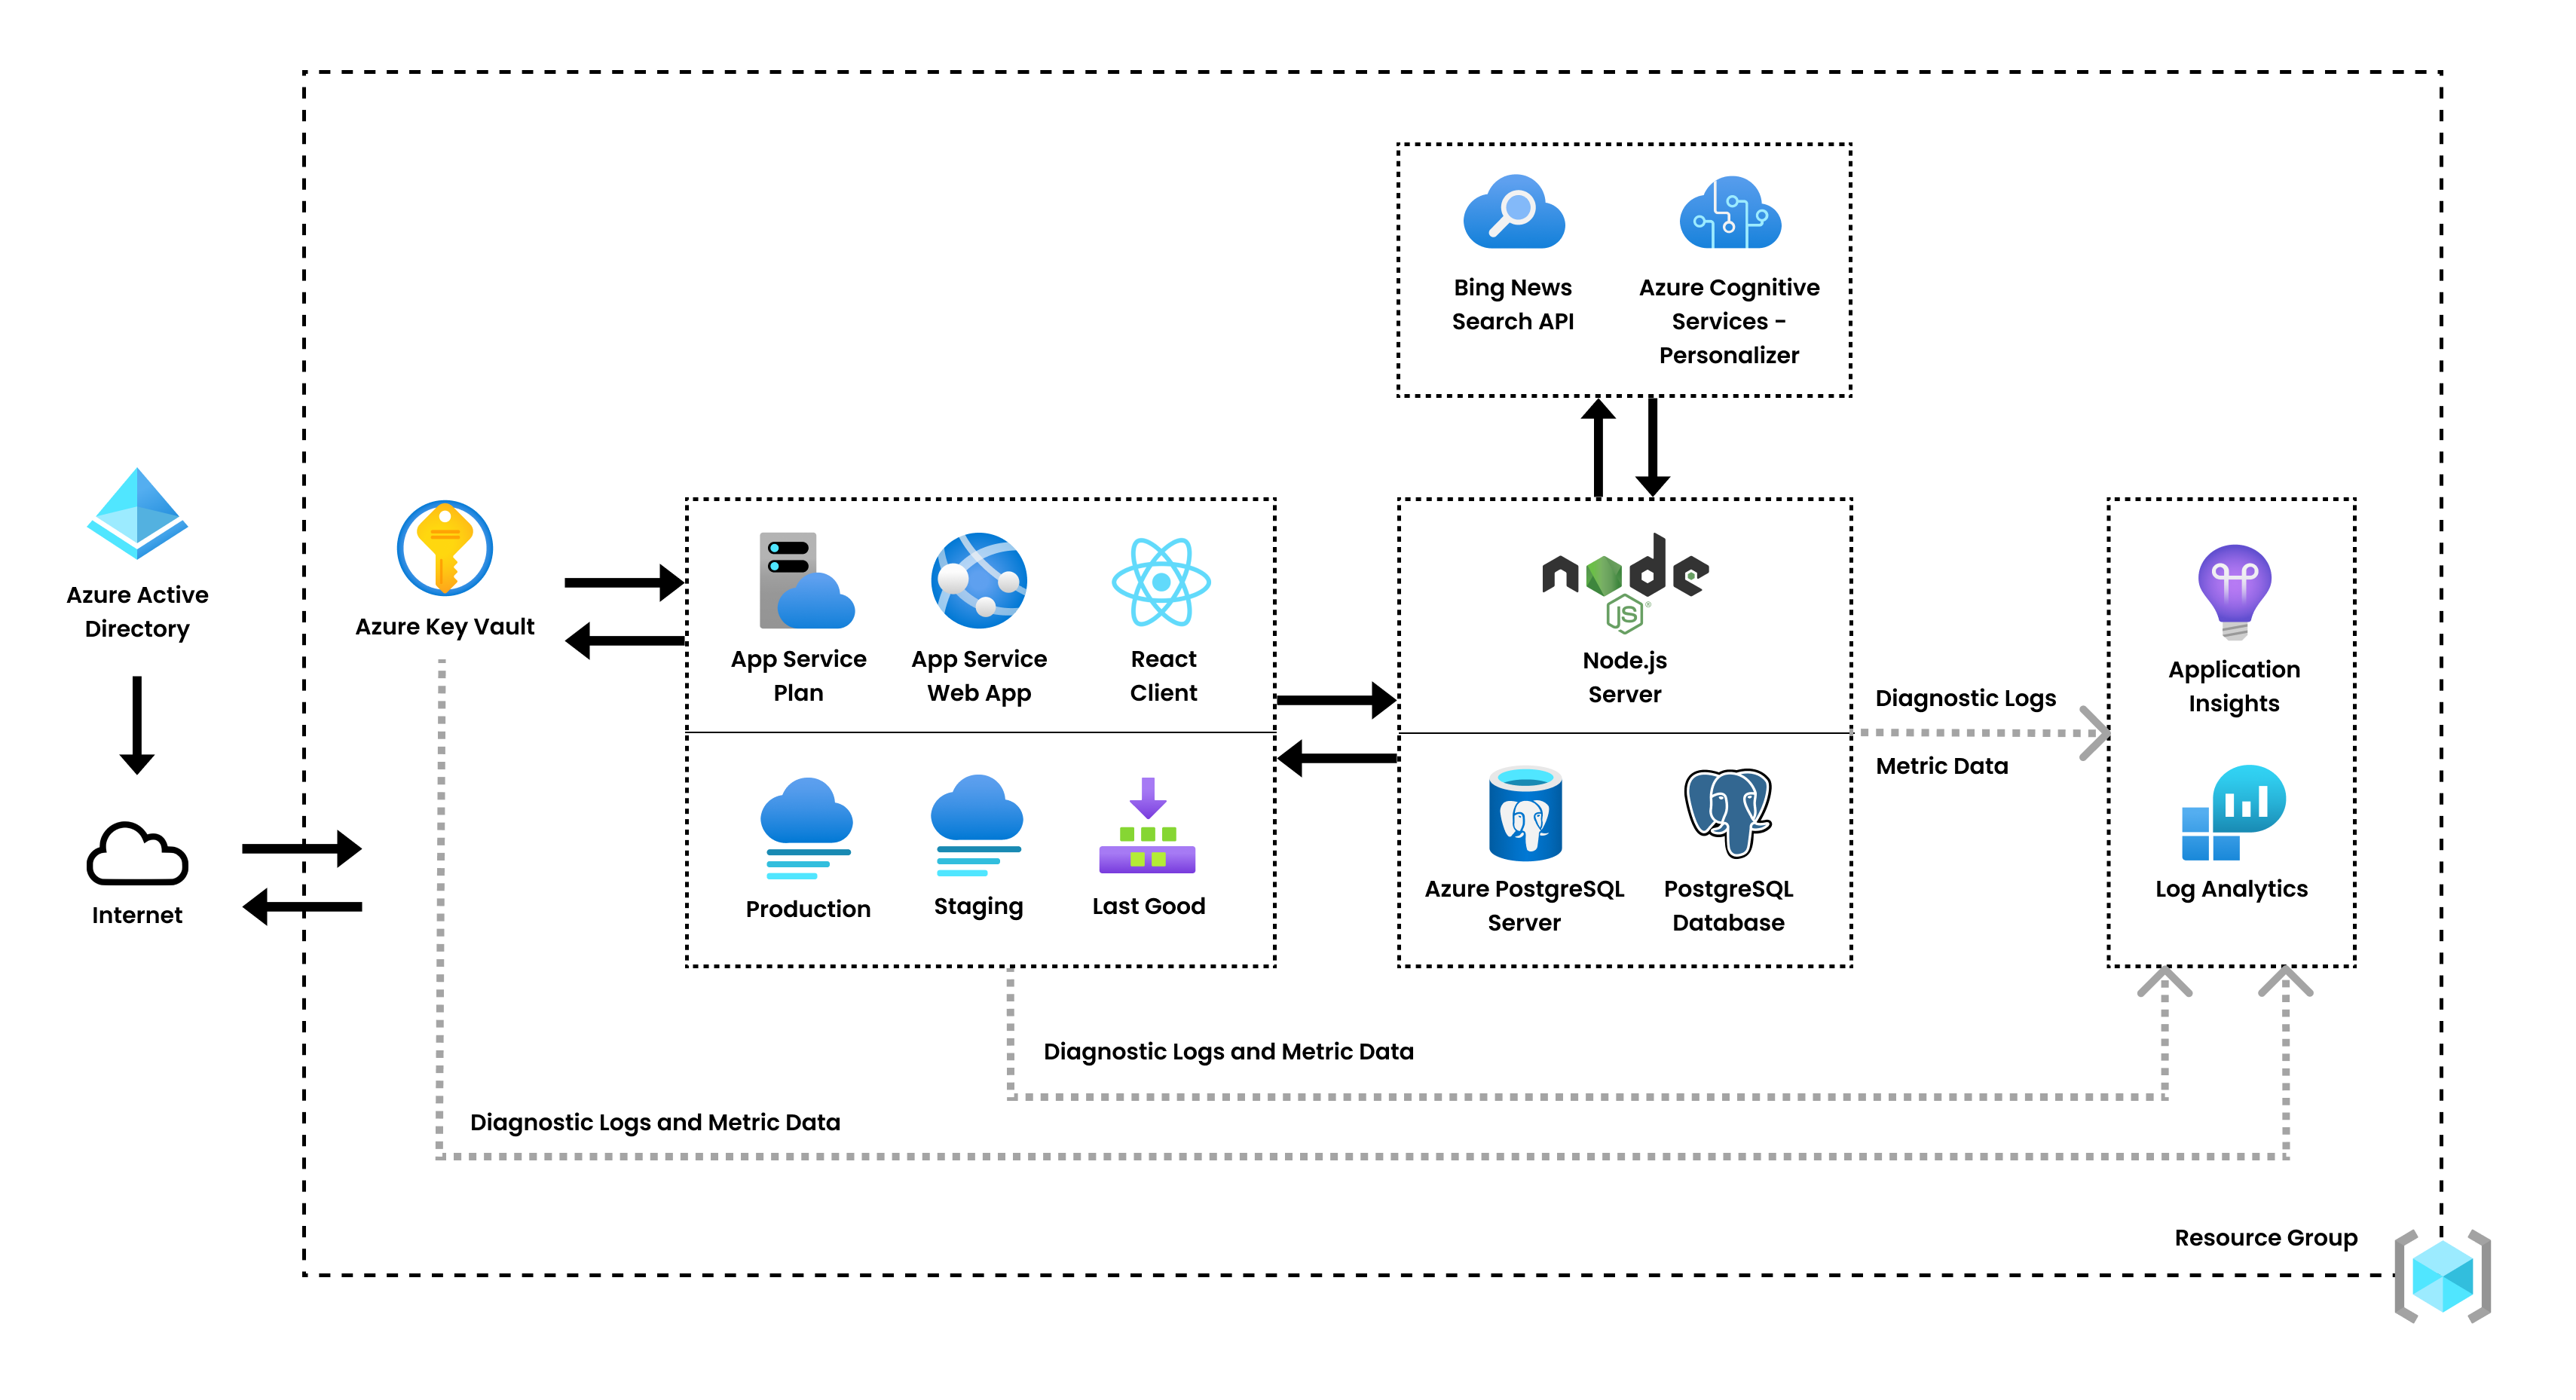 Bing News
Search API
Azure Cognitive
Services -
Personalizer
Azure Active
Directory
Azure Key Vault
App Service
Plan
App Service
Web App
React
Client
node
JS
®
Node.js
Server
Diagnostic Logs
Metric Data
Application
Insights
Internet
Production
Staging
Last Good
Azure PostgreSQL
Server
PostgreSQL
Database
Log Analytics
Diagnostic Logs and Metric Data
Diagnostic Logs and Metric Data
Resource Group